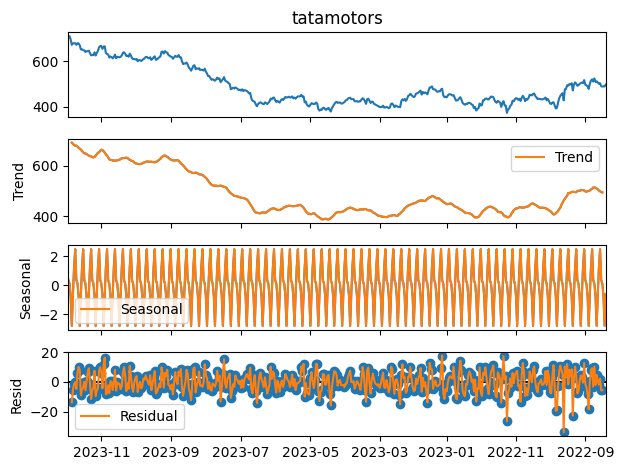 tatamotors
600
400
Trend
600
400
Trend
Seasonal
2
0
−2
Seasonal
Resid
20
0
−20
Residual
2023-11 2023-09 2023-07 2023-05 2023-03 2023-01 2022-11 2022-09